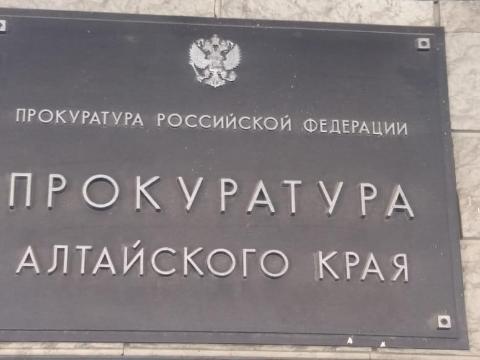 ПРОКУРАТУРА РОССИЙСКОЙ ФЕДЕРАЦИИ
ПРОКУРАТУРА
АЛТАЙСКОГО КРАЯ